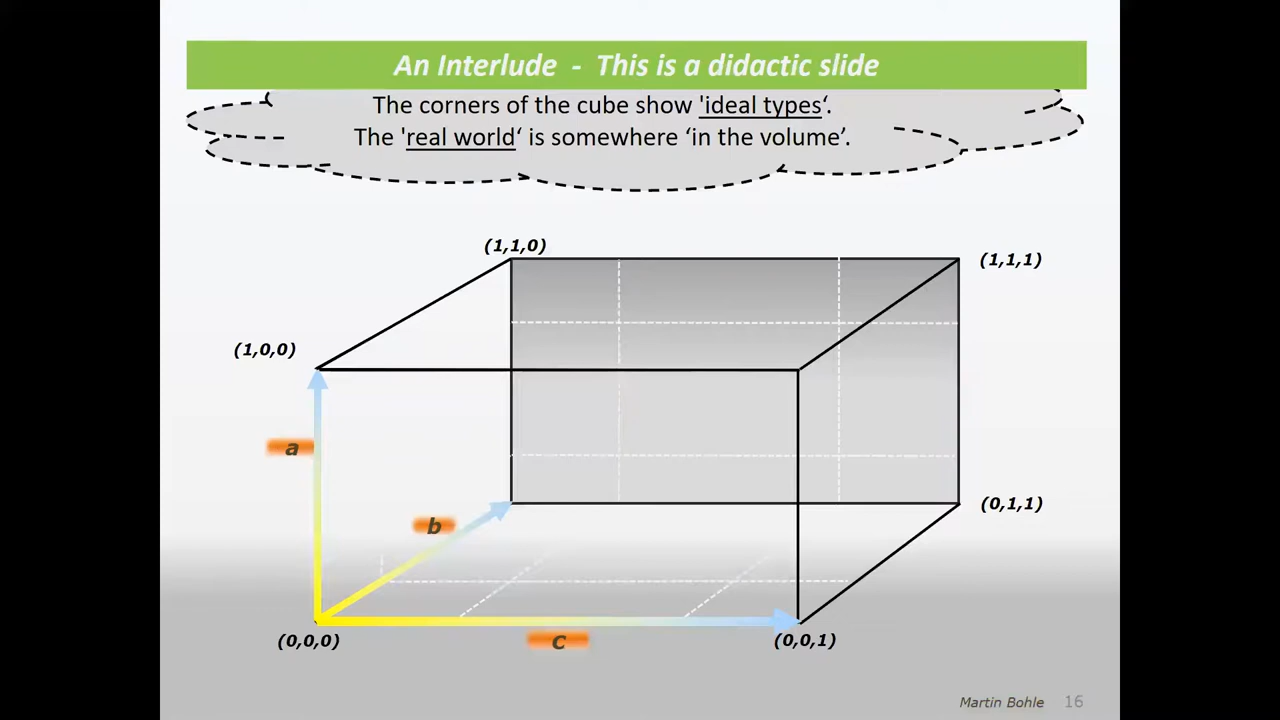 An Interlude - This is a didactic slide
The corners of the cube show 'ideal types‘.
The 'real world‘ is somewhere ‘in the volume’.
(1,1,0)
(1,1,1)
(1,0,0)
a
b
(0,1,1)
(0,0,0)
c
(0,0,1)
Martin Bohle 16